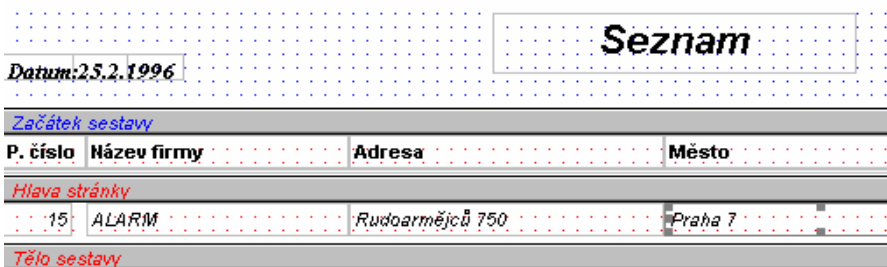 Seznam
Datum:25.2.1996
Začátek sestavy
P. číslo Název firmy Adresa Město
Hlava stránky
15 ALARM Rudoarmějců 750 Praha 7
Tělo sestavy